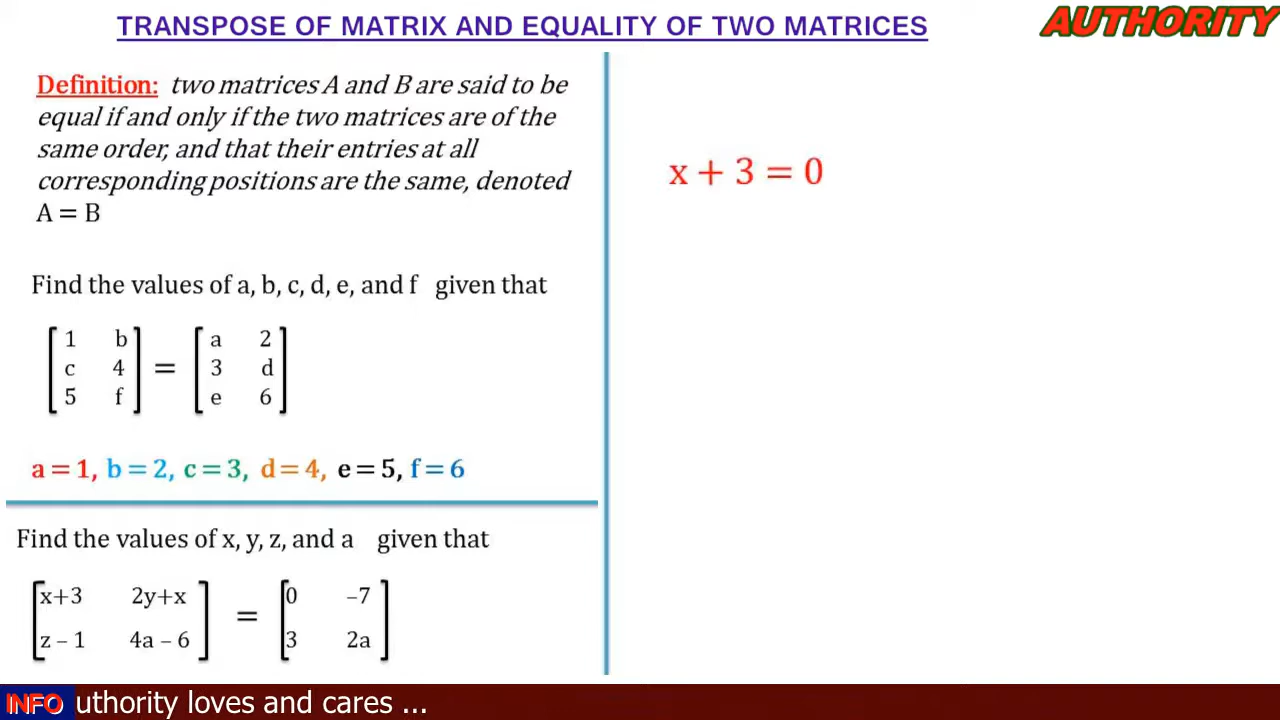 TRANSPOSE OF MATRIX AND EQUALITY OF TWO MATRICES
AUTHORITY
Definition: two matrices A and B are said to be
equal if and only if the two matrices are of the
same order, and that their entries at all
corresponding positions are the same, denoted
A = B
Find the values of a, b, c, d, e, and f given that
1 b a 2
c 4 = 3 d
5 f e 6
a = 1, b = 2, c = 3, d = 4, e = 5, f = 6
Find the values of x, y, z, and a given that
x+3 2y+x 0 –7
=
z – 1 4a – 6 3 2a
x + 3 = 0
INFO uthority loves and cares ...